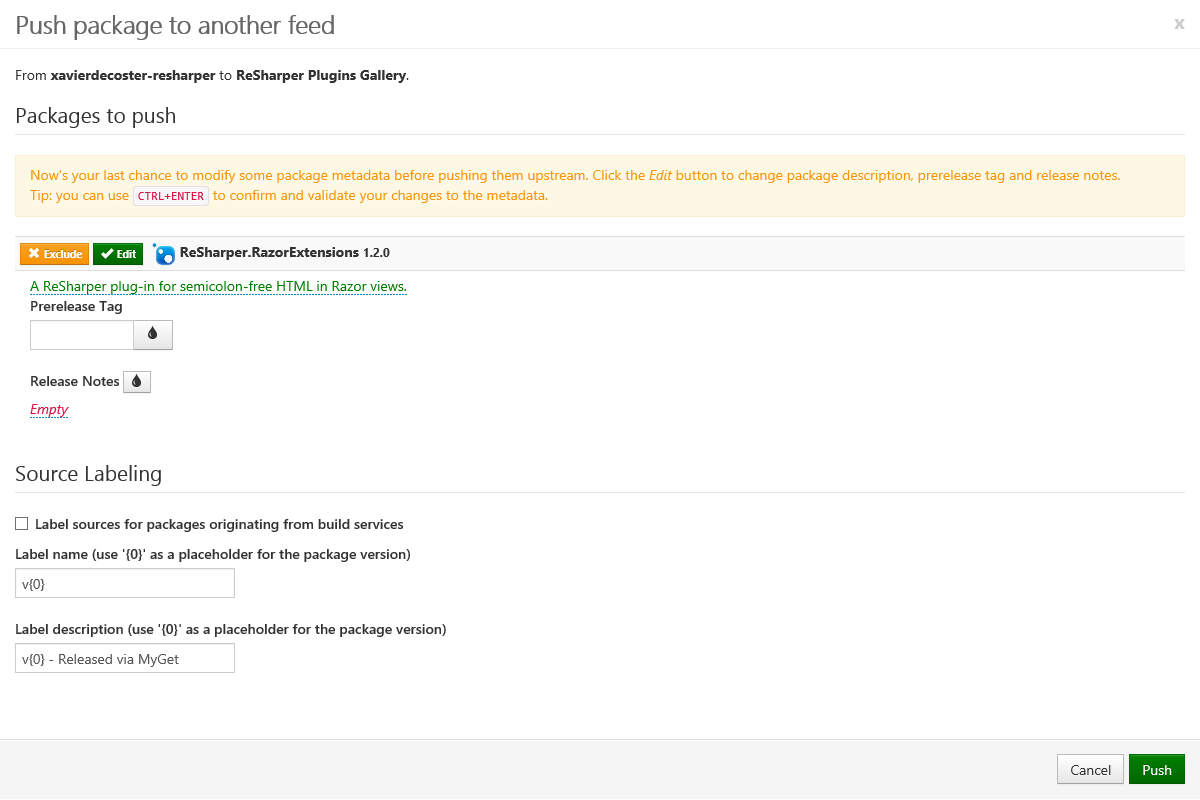 Push package to another feed
x
From xavierdecoster-resharper to ReSharper Plugins Gallery.
Packages to push
Now's your last chance to modify some package metadata before pushing them upstream. Click the Edit button to change package description, prerelease tag and release notes.
Tip: you can use CTRL+ENTER to confirm and validate your changes to the metadata.
Exclude Edit ReSharper.RazorExtensions 1.2.0
A ReSharper plug-in for semicolon-free HTML in Razor views.
Prerelease Tag
Release Notes
Empty
Source Labeling
Label sources for packages originating from build services
Label name (use '{0}' as a placeholder for the package version)
v{0}
Label description (use '{0}' as a placeholder for the package version)
v{0} - Released via MyGet
Cancel Push